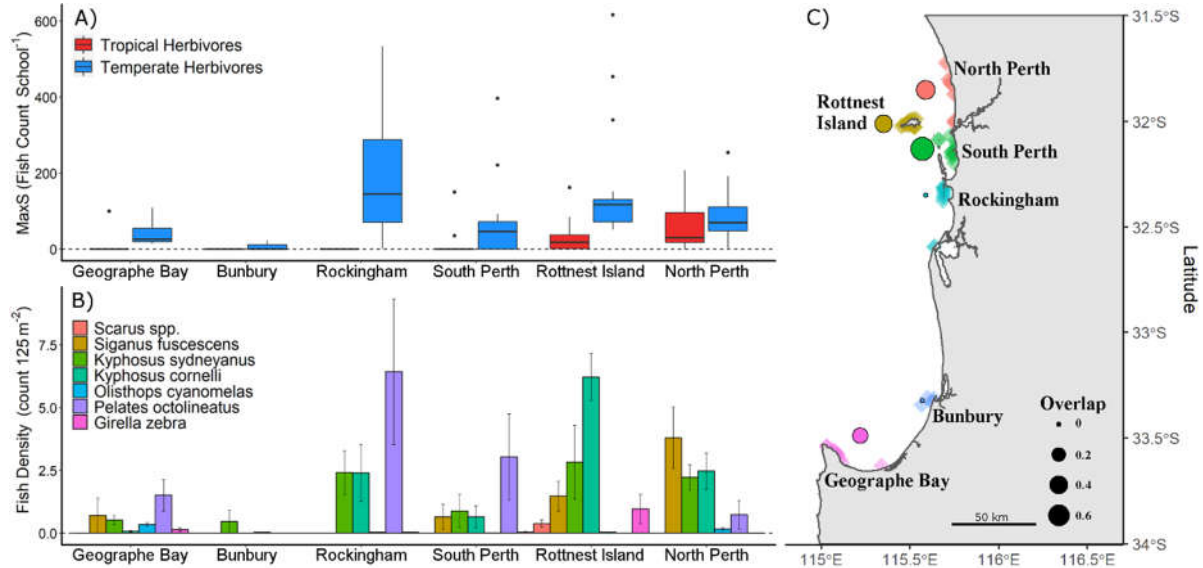 A)
600
400
200
0
MaxS (Fish Count School⁻¹)
Tropical Herbivores
Temperate Herbivores
Geographe Bay Bunbury Rockingham South Perth Rottnest Island North Perth
B)
7.5
5.0
2.5
0.0
Fish Density (count 125 m⁻²)
Scarus spp.
Siganus fuscescens
Kyphosus sydneyanus
Kyphosus cornelli
Olisthops cyanomelas
Pelates octolineatus
Girella zebra
Geographe Bay Bunbury Rockingham South Perth Rottnest Island North Perth
C)
North Perth
Rottnest
Island
South Perth
Rockingham
Bunbury
Geographe Bay
Overlap
0
0.2
0.4
0.6
50 km
31.5°S
32°S
32.5°S
33°S
33.5°S
34°S
Latitude
115°E 115.5°E 116°E 116.5°E